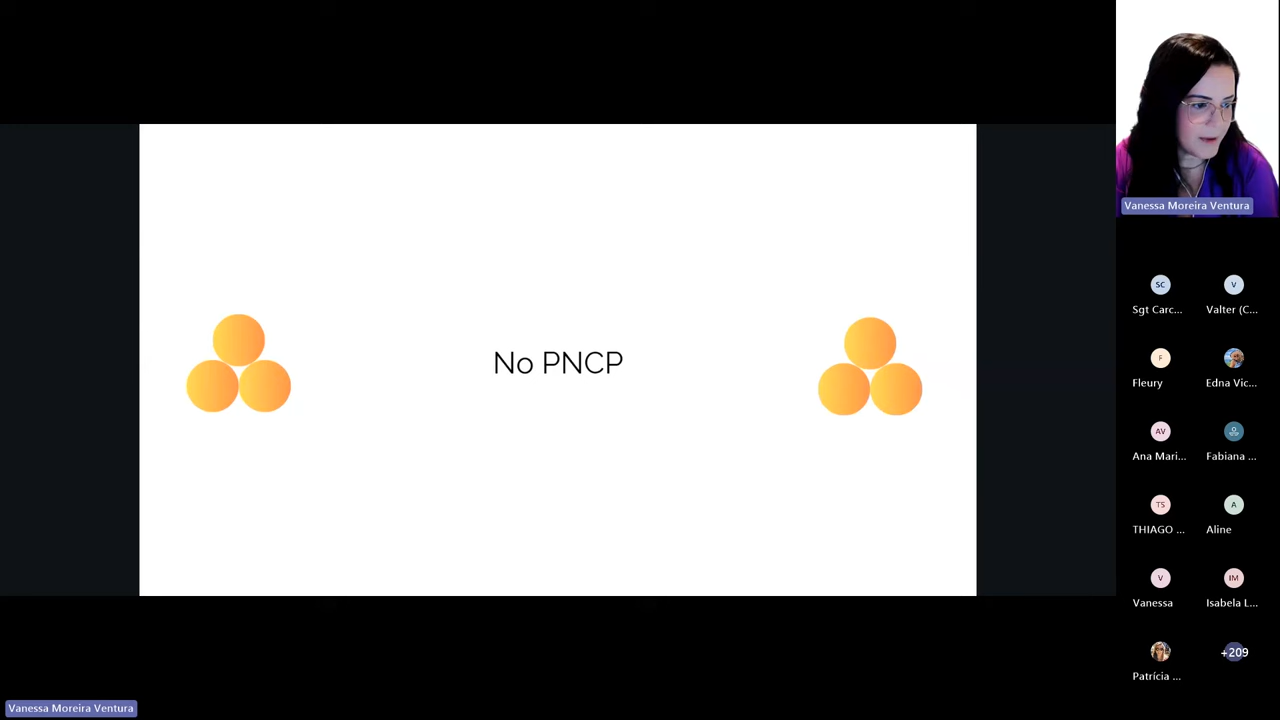 No PNCP
Vanessa Moreira Ventura
SC
V
Sgt Carc...
Valter (C...
F
Fleury
Edna Vic...
AV
Ana Mari...
Fabiana ...
TS
A
THIAGO ...
Aline
V
IM
Vanessa
Isabela L...
+209
Patrícia ...
Vanessa Moreira Ventura